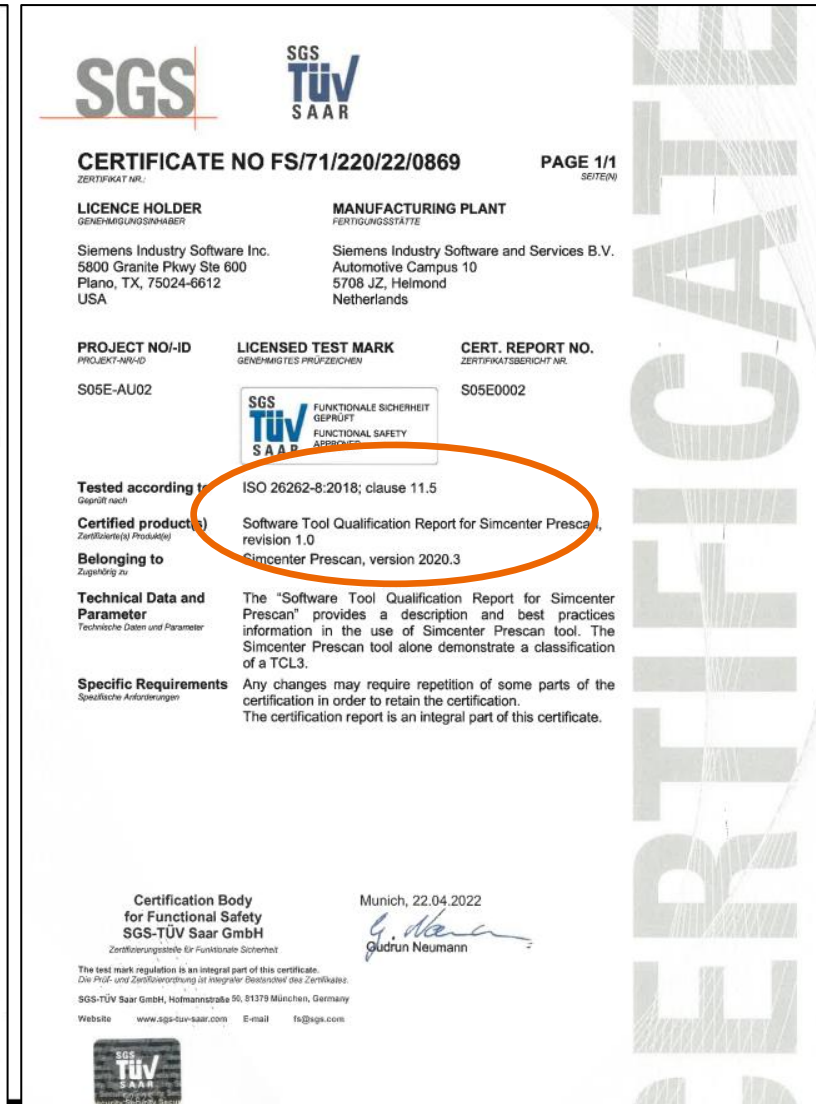 SGS
SGS
TÜV
SAAR
CERTIFICATE NO FS/71/220/22/0869 PAGE 1/1
ZERTIFIKAT NR.: SEITE(N)
LICENCE HOLDER MANUFACTURING PLANT
GENEHMIGUNGSINHABER FERTIGUNGSSTÄTTE
Siemens Industry Software Inc. Siemens Industry Software and Services B.V.
5800 Granite Pkwy Ste 600 Automotive Campus 10
Plano, TX, 75024-6612 5708 JZ, Helmond
USA Netherlands
PROJECT NO/-ID LICENSED TEST MARK CERT. REPORT NO.
PROJEKT-NR/-ID GENEHMIGTES PRÜFZEICHEN ZERTIFIKATSBERICHT NR.
S05E-AU02 S05E0002
SGS
TÜV
SAAR
FUNKTIONALE SICHERHEIT
GEPRÜFT
FUNCTIONAL SAFETY
APPROVED
Tested according to ISO 26262-8:2018; clause 11.5
Geprüft nach
Certified product(s) Software Tool Qualification Report for Simcenter Prescan,
Zertifizierte(s) Produkt(e) revision 1.0
Belonging to Simcenter Prescan, version 2020.3
Zugehörig zu
Technical Data and The “Software Tool Qualification Report for Simcenter
Parameter Prescan” provides a description and best practices
Technische Daten und Parameter information in the use of Simcenter Prescan tool. The
Simcenter Prescan tool alone demonstrate a classification
of a TCL3.
Specific Requirements Any changes may require repetition of some parts of the
Spezifische Anforderungen certification in order to retain the certification.
The certification report is an integral part of this certificate.
Certification Body Munich, 22.04.2022
for Functional Safety
SGS-TÜV Saar GmbH Gudrun Neumann
Zertifizierungsstelle für Funktionale Sicherheit
The test mark regulation is an integral part of this certificate.
Die Prüf- und Zertifizierordnung ist integraler Bestandteil des Zertifikates.
SGS-TÜV Saar GmbH, Hofmannstraße 50, 81379 München, Germany
Website www.sgs-tuv-saar.com E-mail fs@sgs.com
SGS
TÜV
SAAR
CERTIFICATE